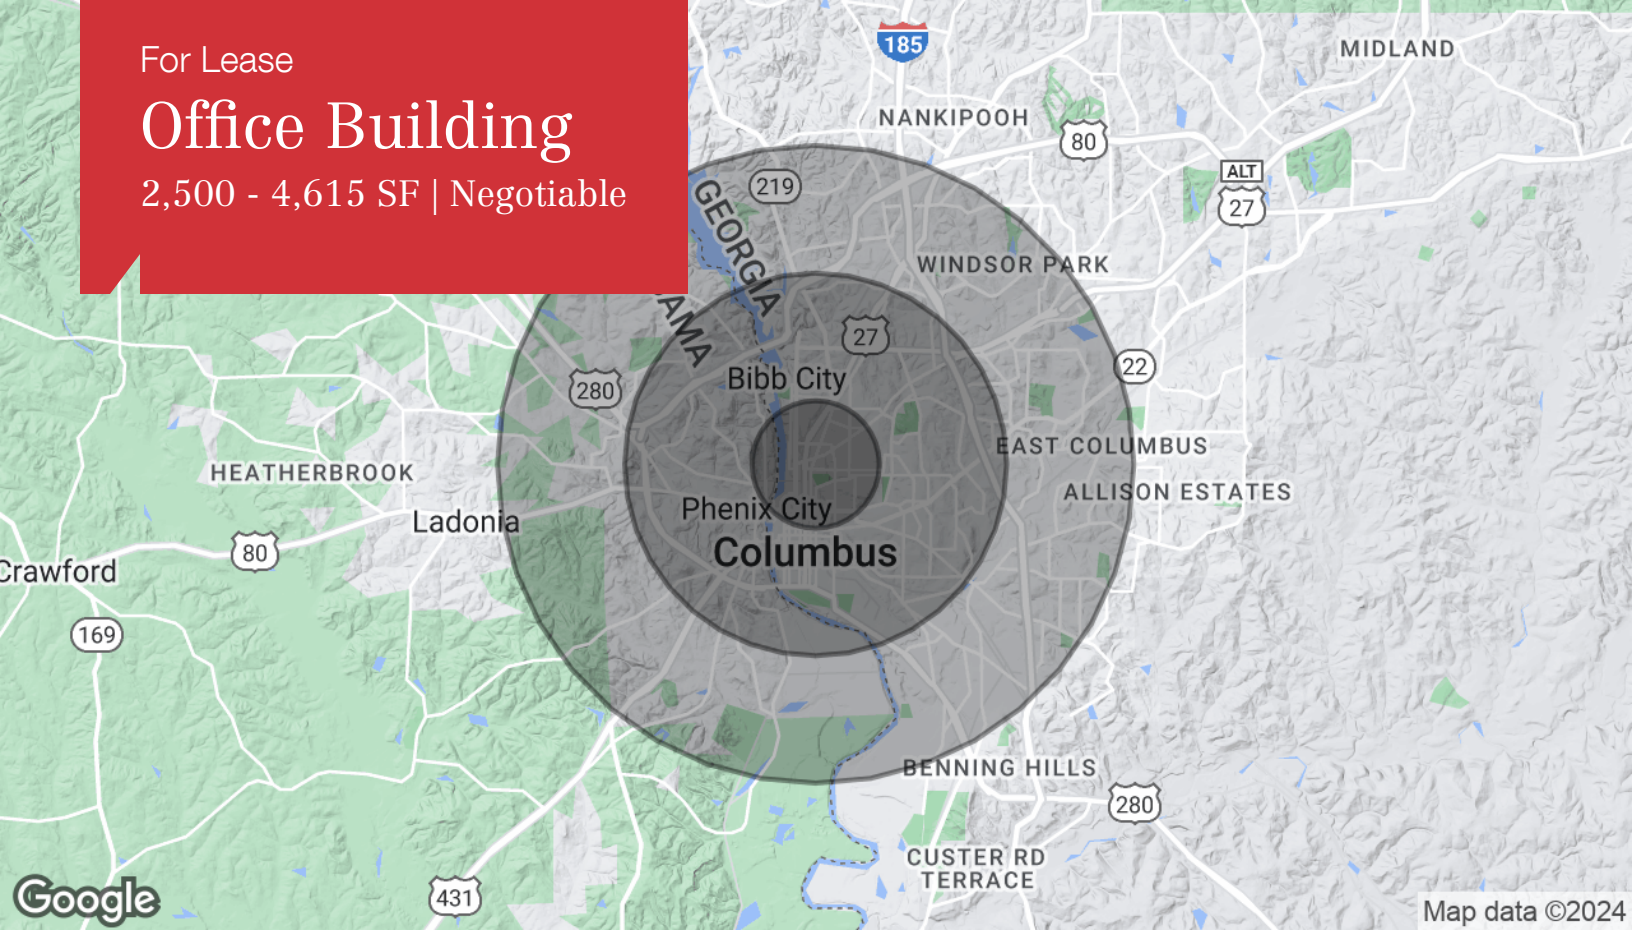 For Lease
Office Building
2,500 - 4,615 SF | Negotiable
185
MIDLAND
NANKIPOOH
80
219
ALT
27
GEORGIA
WINDSOR PARK
AMA
27
22
280
Bibb City
EAST COLUMBUS
HEATHERBROOK
ALLISON ESTATES
Phenix City
Ladonia
80
Columbus
Crawford
169
BENNING HILLS
280
CUSTER RD
TERRACE
431
Google
Map data ©2024